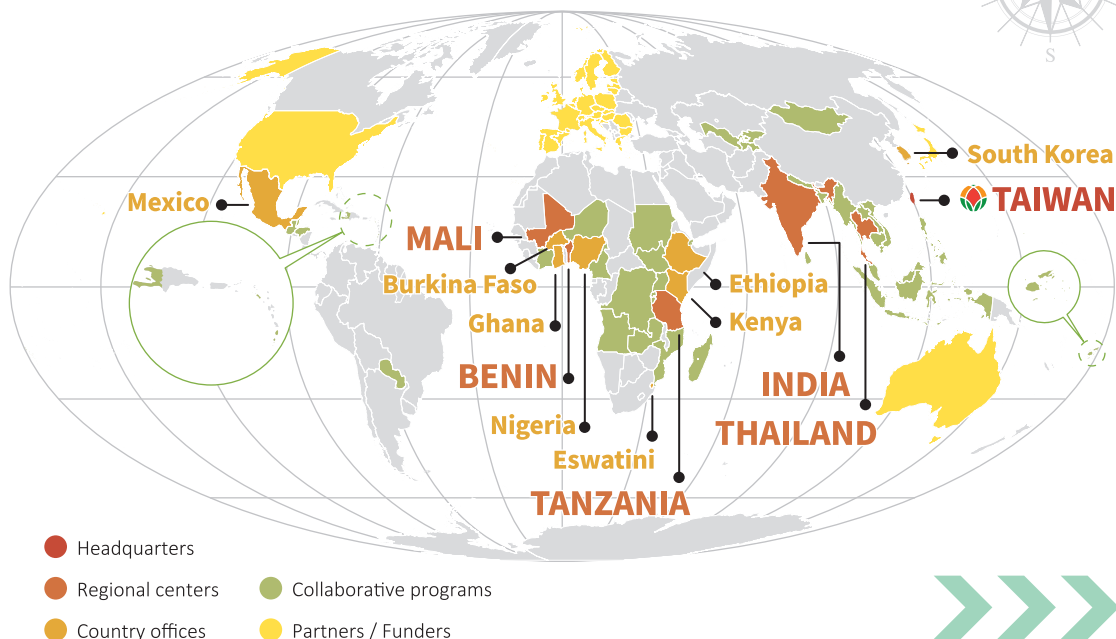 S
South Korea
TAIWAN
Mexico
MALI
Burkina Faso
Ethiopia
Ghana
Kenya
BENIN
INDIA
Nigeria
THAILAND
Eswatini
TANZANIA
Headquarters
Regional centers
Collaborative programs
Country offices
Partners / Funders